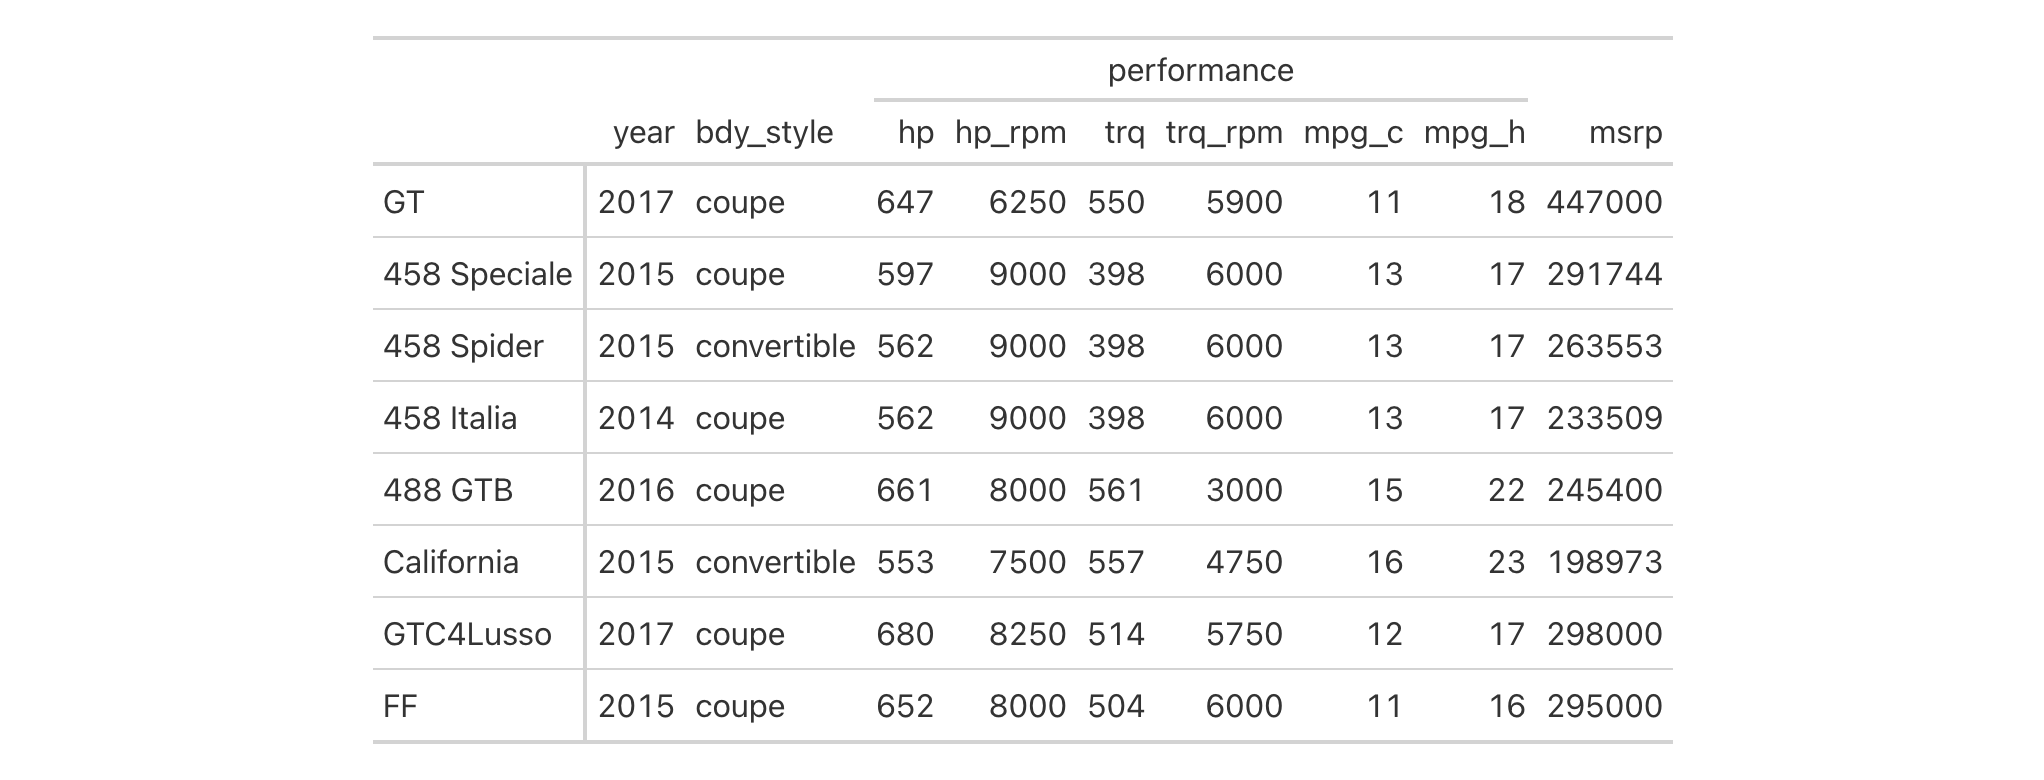 performance
year bdy_style hp hp_rpm trq trq_rpm mpg_c mpg_h msrp
GT 2017 coupe 647 6250 550 5900 11 18 447000
458 Speciale 2015 coupe 597 9000 398 6000 13 17 291744
458 Spider 2015 convertible 562 9000 398 6000 13 17 263553
458 Italia 2014 coupe 562 9000 398 6000 13 17 233509
488 GTB 2016 coupe 661 8000 561 3000 15 22 245400
California 2015 convertible 553 7500 557 4750 16 23 198973
GTC4Lusso 2017 coupe 680 8250 514 5750 12 17 298000
FF 2015 coupe 652 8000 504 6000 11 16 295000